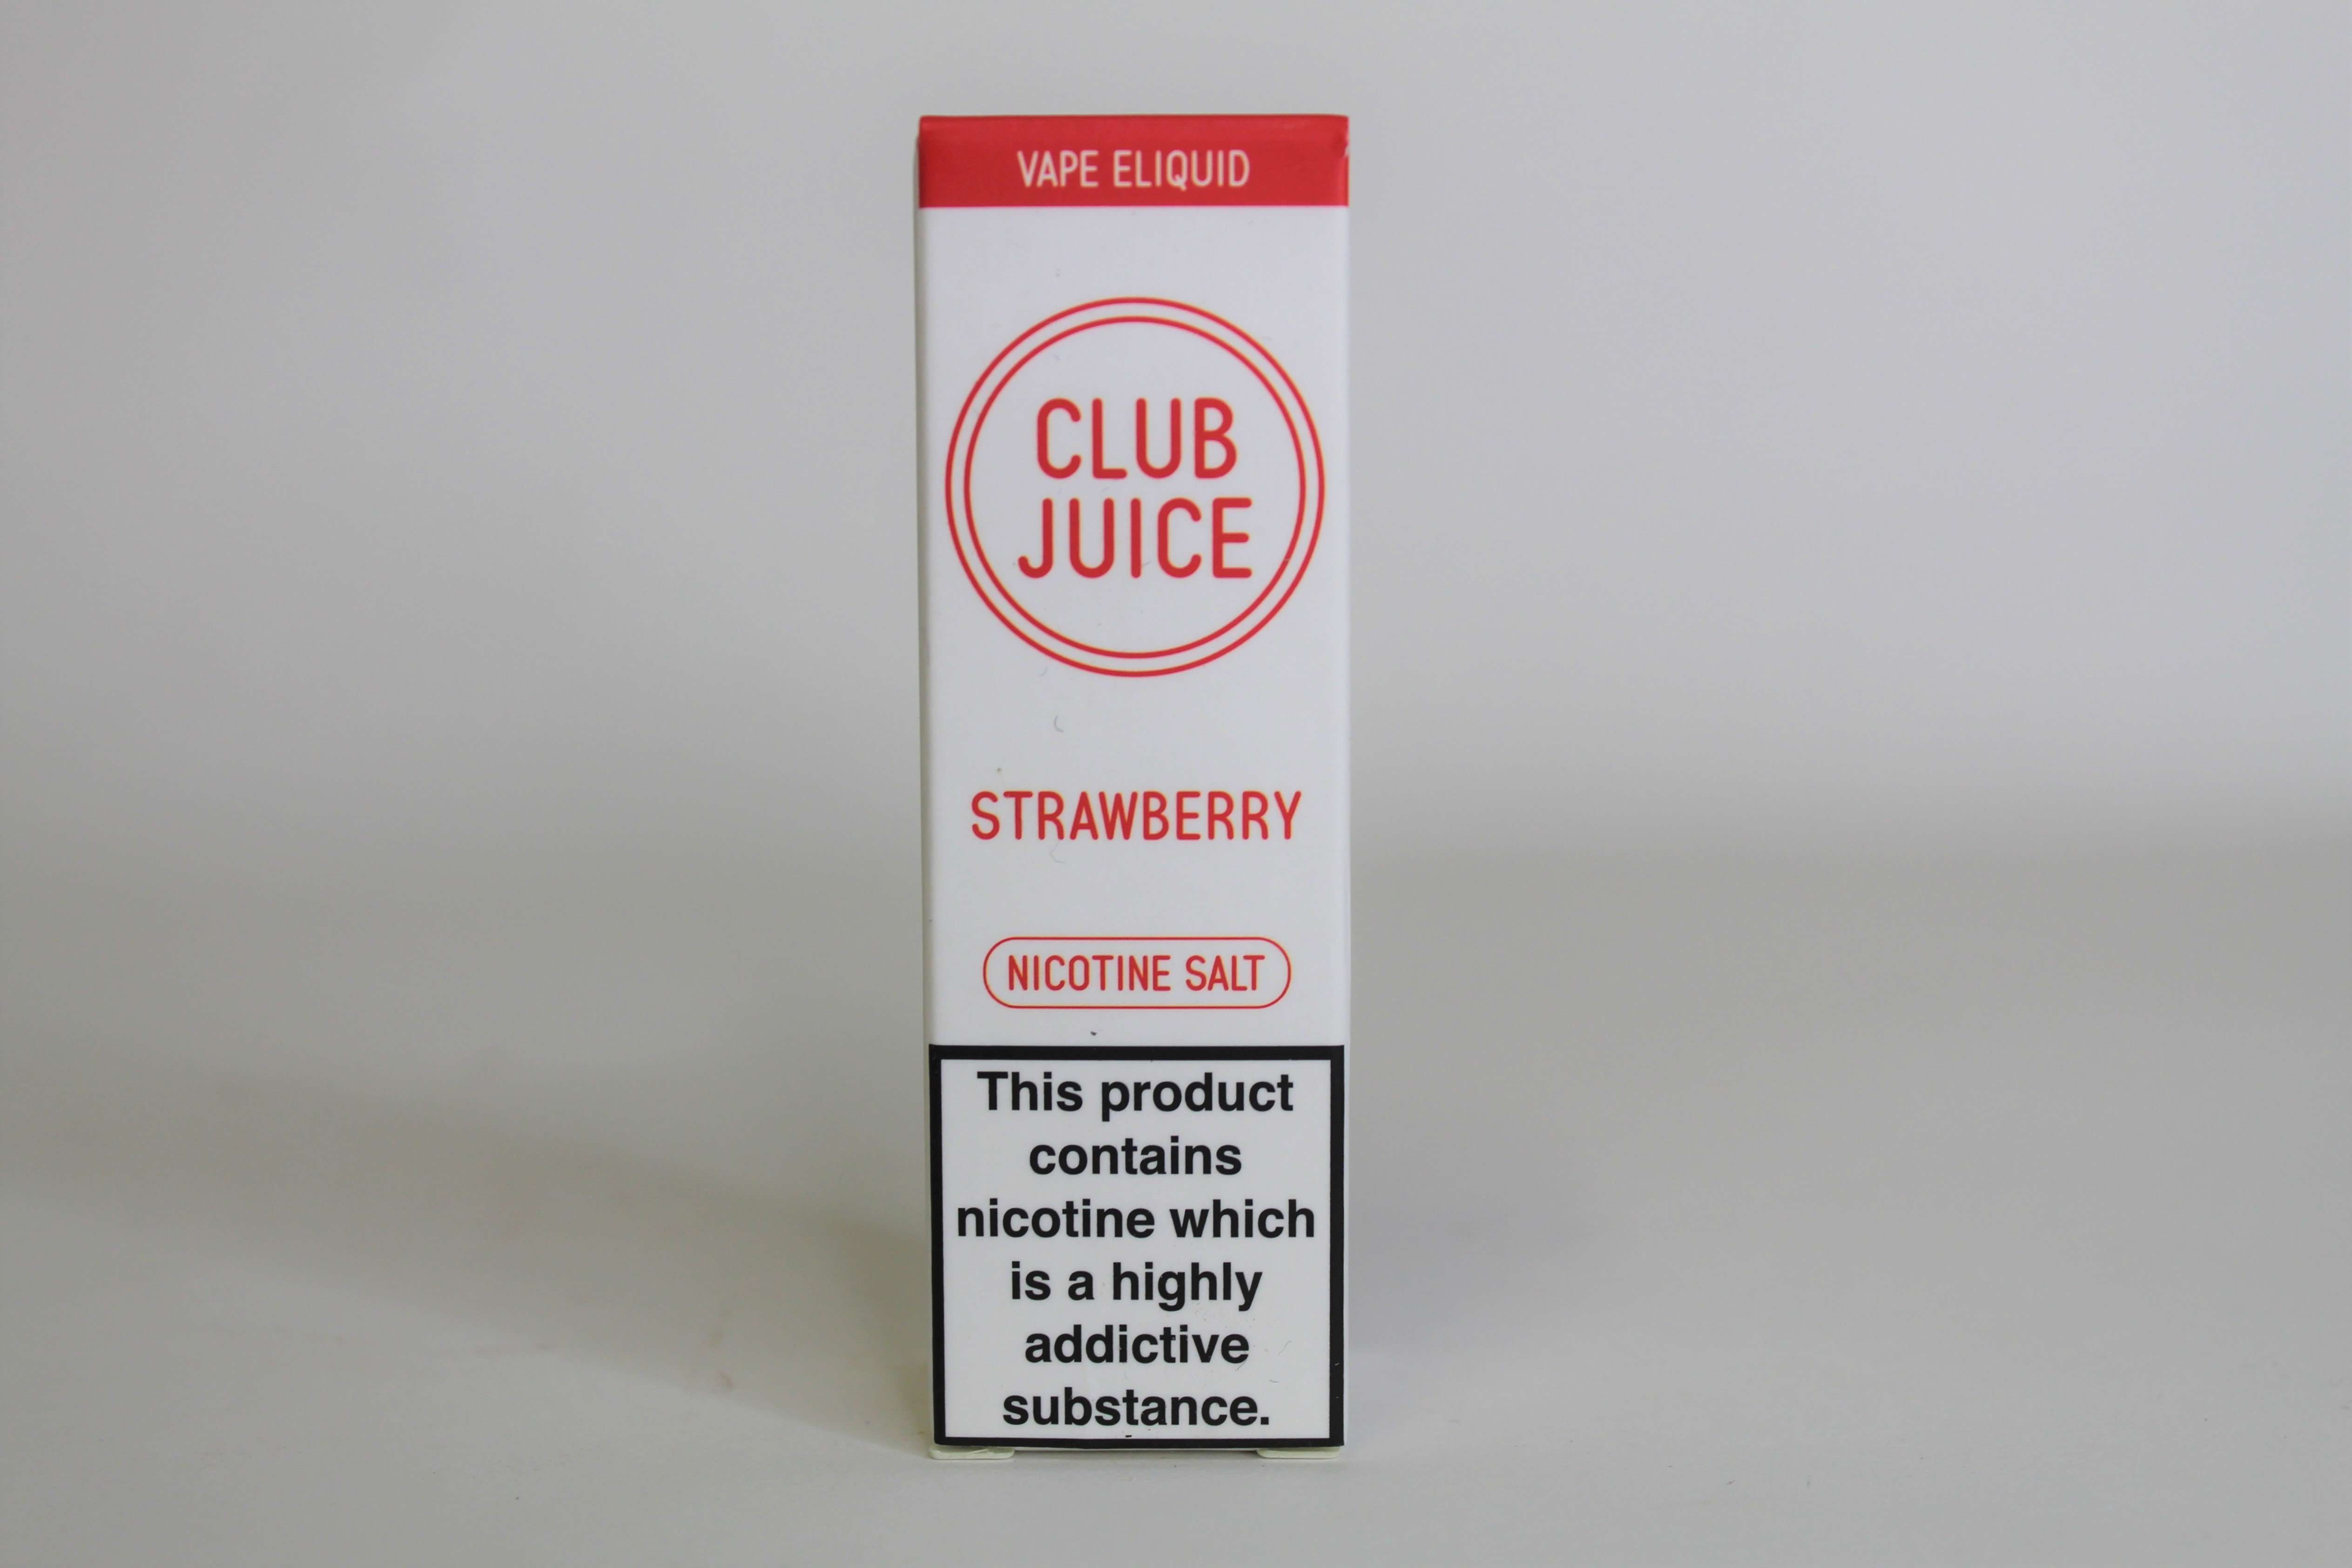 VAPE ELIQUID
CLUB
JUICE
STRAWBERRY
NICOTINE SALT
This product
contains
nicotine which
is a highly
addictive
substance.